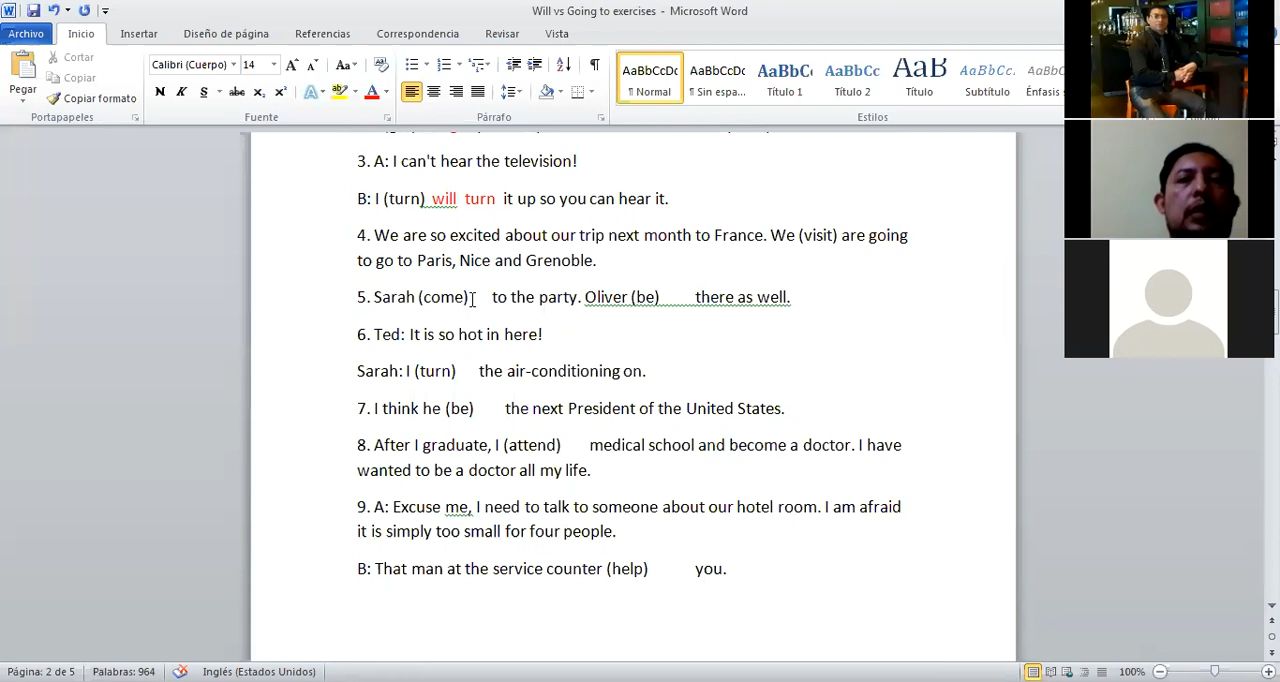 Will vs Going to exercises - Microsoft Word
Archivo Inicio Insertar Diseño de página Referencias Correspondencia Revisar Vista
Cortar
Copiar
Copiar formato
Pegar
Portapapeles
Calibri (Cuerpo) 14
Fuente
Párrafo
AaBbCcDc AaBbCcDc AaBbC AaBbCc AaB AaBbCc AaBbCc
¶ Normal ¶ Sin espa... Título 1 Título 2 Título Subtítulo Énfasis
Estilos
3. A: I can't hear the television!
B: I (turn) will turn it up so you can hear it.
4. We are so excited about our trip next month to France. We (visit) are going
to go to Paris, Nice and Grenoble.
5. Sarah (come) to the party. Oliver (be) there as well.
6. Ted: It is so hot in here!
Sarah: I (turn) the air-conditioning on.
7. I think he (be) the next President of the United States.
8. After I graduate, I (attend) medical school and become a doctor. I have
wanted to be a doctor all my life.
9. A: Excuse me, I need to talk to someone about our hotel room. I am afraid
it is simply too small for four people.
B: That man at the service counter (help) you.
Página: 2 de 5 Palabras: 964 Inglés (Estados Unidos) 100%